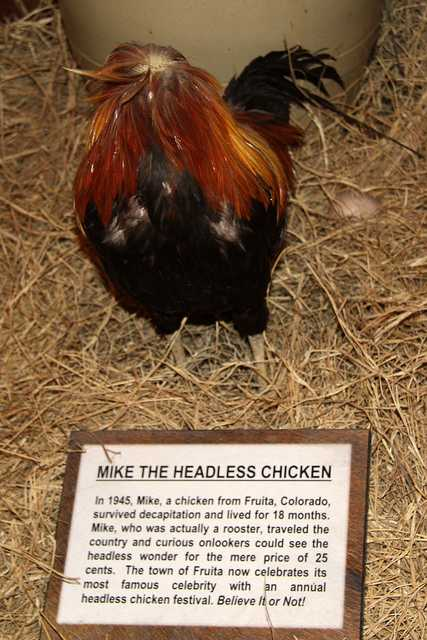 MIKE THE HEADLESS CHICKEN
In 1945, Mike, a chicken from Fruita, Colorado,
survived decapitation and lived for 18 months.
Mike, who was actually a rooster, traveled the
country and curious onlookers could see the
headless wonder for the mere price of 25
cents. The town of Fruita now celebrates its
most famous celebrity with an annual
headless chicken festival. Believe It or Not!